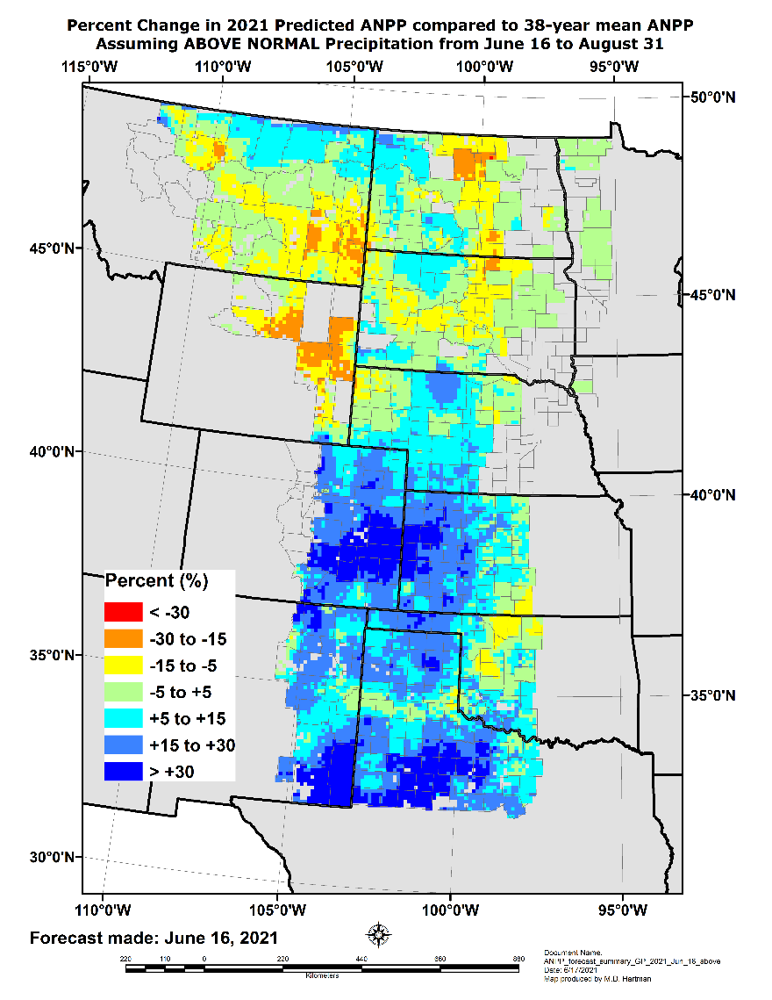 Percent Change in 2021 Predicted ANPP compared to 38-year mean ANPP
Assuming ABOVE NORMAL Precipitation from June 16 to August 31
115°0'W 110°0'W 105°0'W 100°0'W 95°0'W
50°0'N
45°0'N
45°0'N
40°0'N
40°0'N
Percent (%)
< -30
-30 to -15
-15 to -5
-5 to +5
+5 to +15
+15 to +30
> +30
35°0'N
35°0'N
30°0'N
110°0'W 105°0'W 100°0'W 95°0'W
Forecast made: June 16, 2021
220 110 0 220 440 660 880
Kilometers
Document Name:
ANPP_forecast_summary_GP_2021_Jun_16_above
Date: 6/17/2021
Map produced by M.D. Hartman